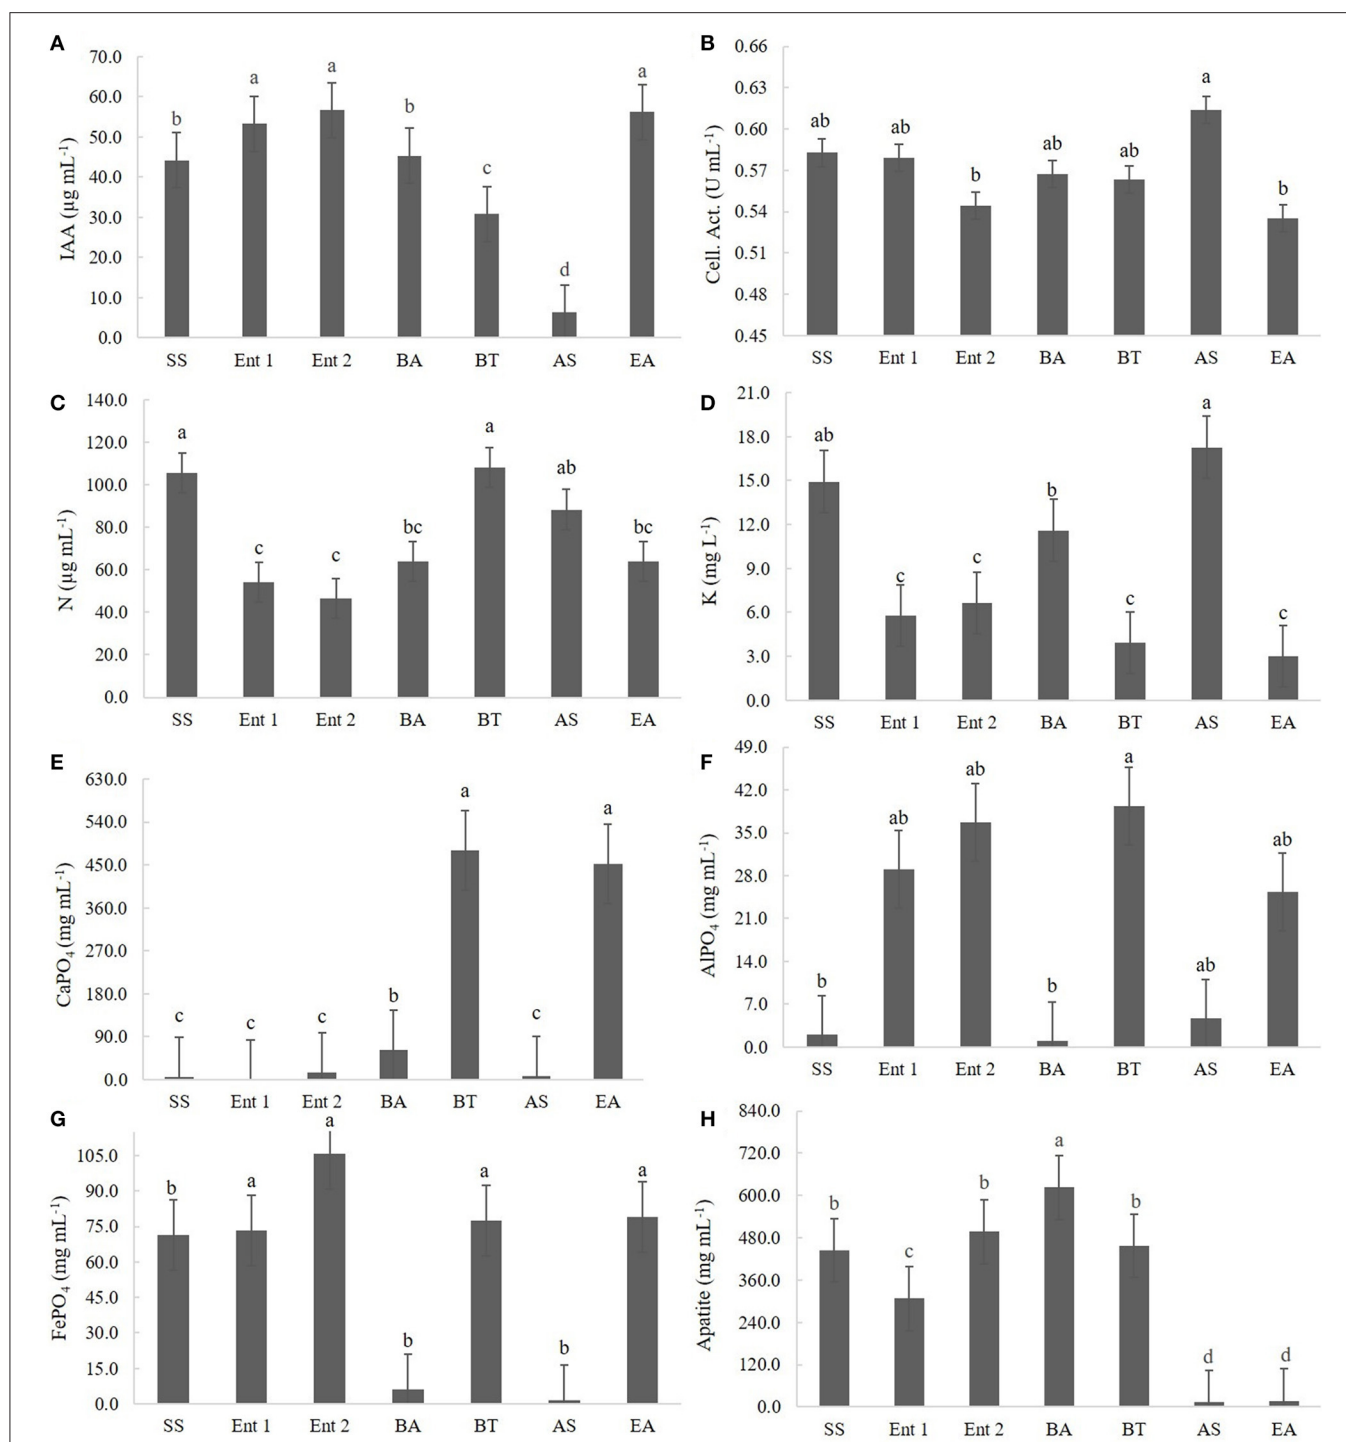 A
IAA (µg mL-1)
70.0
60.0
50.0
40.0
30.0
20.0
10.0
0.0
b a a b c d a
SS Ent 1 Ent 2 BA BT AS EA
B
Cell. Act. (U mL-1)
0.66
0.63
0.60
0.57
0.54
0.51
0.48
0.45
ab ab b ab ab a b
SS Ent 1 Ent 2 BA BT AS EA
C
N (µg mL-1)
140.0
120.0
100.0
80.0
60.0
40.0
20.0
0.0
a c c bc a ab bc
SS Ent 1 Ent 2 BA BT AS EA
D
K (mg L-1)
21.0
18.0
15.0
12.0
9.0
6.0
3.0
0.0
ab c c b c a c
SS Ent 1 Ent 2 BA BT AS EA
E
CaPO4 (mg mL-1)
630.0
540.0
450.0
360.0
270.0
180.0
90.0
0.0
c c c b a c a
SS Ent 1 Ent 2 BA BT AS EA
F
AlPO4 (mg mL-1)
49.0
42.0
35.0
28.0
21.0
14.0
7.0
0.0
b ab ab b a ab ab
SS Ent 1 Ent 2 BA BT AS EA
G
FePO4 (mg mL-1)
105.0
90.0
75.0
60.0
45.0
30.0
15.0
0.0
b a a b a b a
SS Ent 1 Ent 2 BA BT AS EA
H
Apatite (mg mL-1)
840.0
720.0
600.0
480.0
360.0
240.0
120.0
0.0
b c b a b d d
SS Ent 1 Ent 2 BA BT AS EA